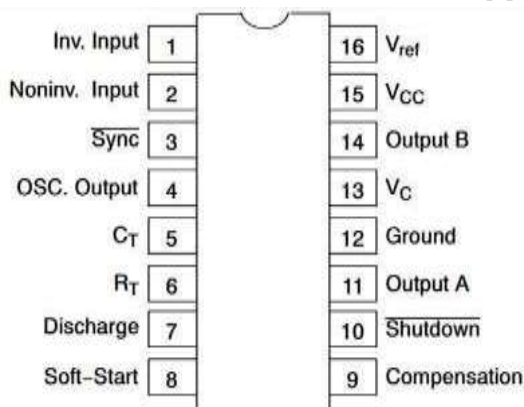 Inv. Input 1 16 Vref
Noninv. Input 2 15 VCC
Sync 3 14 Output B
OSC. Output 4 13 VC
CT 5 12 Ground
RT 6 11 Output A
Discharge 7 10 Shutdown
Soft-Start 8 9 Compensation